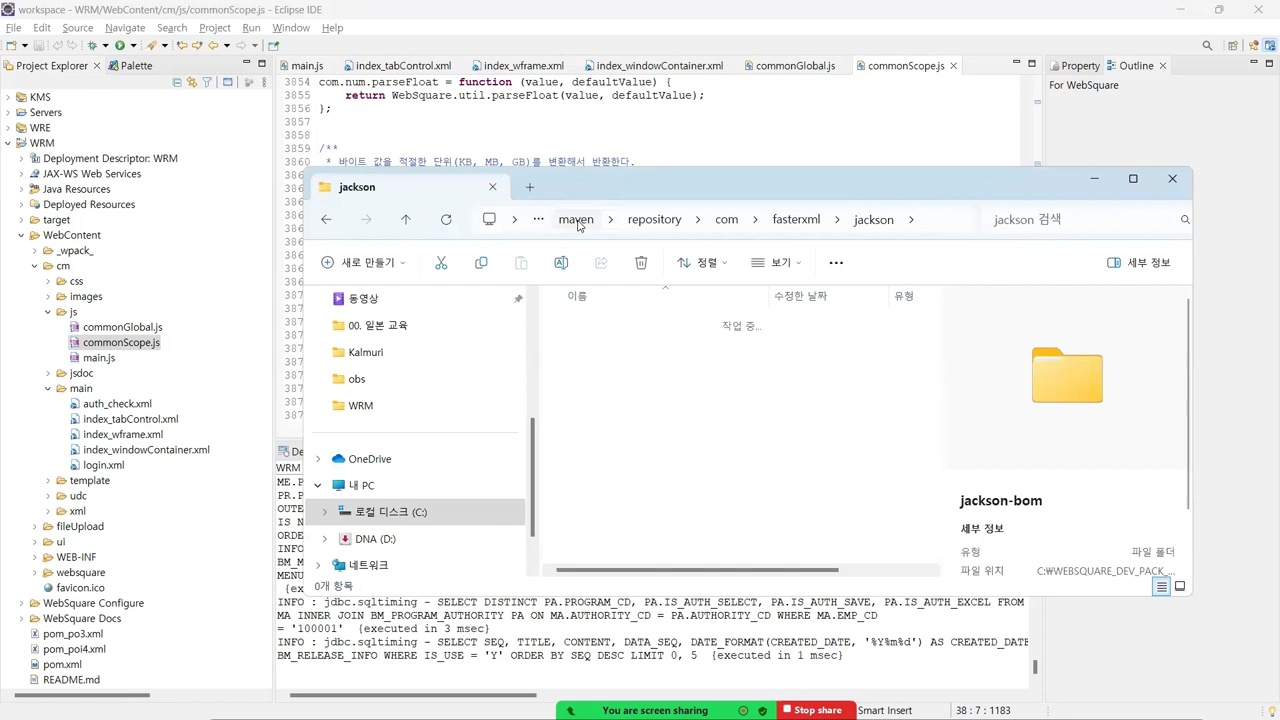 workspace - WRM/WebContent/cm/js/commonScope.js - Eclipse IDE
File Edit Source Navigate Search Project Run Window Help
Project Explorer
Palette
KMS
Servers
WRE
WRM
Deployment Descriptor: WRM
JAX-WS Web Services
Java Resources
Deployed Resources
target
WebContent
_wpack_
cm
css
images
js
commonGlobal.js
commonScope.js
main.js
jsdoc
main
auth_check.xml
index_tabControl.xml
index_wframe.xml
index_windowContainer.xml
login.xml
template
udc
xml
fileUpload
ui
WEB-INF
websquare
favicon.ico
WebSquare Configure
WebSquare Docs
pom_po3.xml
pom_poi4.xml
pom.xml
README.md
main.js index_tabControl.xml index_wframe.xml index_windowContainer.xml commonGlobal.js commonScope.js
3854 com.num.parseFloat = function (value, defaultValue) {
3855 return WebSquare.util.parseFloat(value, defaultValue);
3856 };
3857
3858
3859 /**
3860 * 바이트 값을 적절한 단위(KB, MB, GB)를 변환해서 반환한다.
Property Outline
For WebSquare
jackson
maven repository com fasterxml jackson
jackson 검색
새로 만들기
정렬
보기
세부 정보
동영상
00. 일본 교육
Kalmuri
obs
WRM
OneDrive
내 PC
로컬 디스크 (C:)
DNA (D:)
네트워크
이름 수정한 날짜 유형
작업 중...
jackson-bom
세부 정보
유형 파일 폴더
파일 위치 C:₩WEBSQUARE_DEV_PACK_...
0개 항목
WRM
INFO : jdbc.sqltiming - SELECT DISTINCT PA.PROGRAM_CD, PA.IS_AUTH_SELECT, PA.IS_AUTH_SAVE, PA.IS_AUTH_EXCEL FROM
MA INNER JOIN BM_PROGRAM_AUTHORITY PA ON MA.AUTHORITY_CD = PA.AUTHORITY_CD WHERE MA.EMP_CD
= '100001' {executed in 3 msec}
INFO : jdbc.sqltiming - SELECT SEQ, TITLE, CONTENT, DATA_SEQ, DATE_FORMAT(CREATED_DATE, '%Y%m%d') AS CREATED_DATE
BM_RELEASE_INFO WHERE IS_USE = 'Y' ORDER BY SEQ DESC LIMIT 0, 5 {executed in 1 msec}
You are screen sharing
Stop share
Smart Insert
38 : 7 : 1183